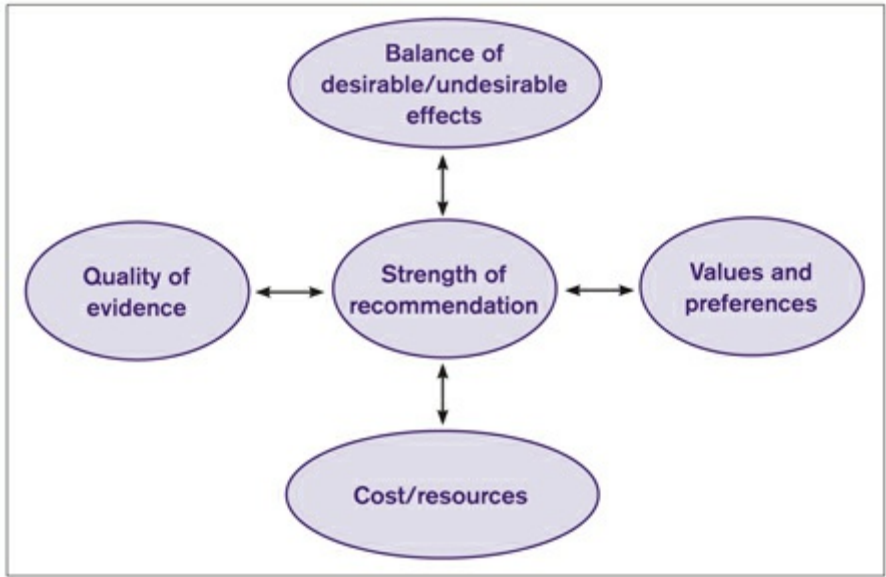 Balance of
desirable/undesirable
effects
Quality of
evidence
Strength of
recommendation
Values and
preferences
Cost/resources